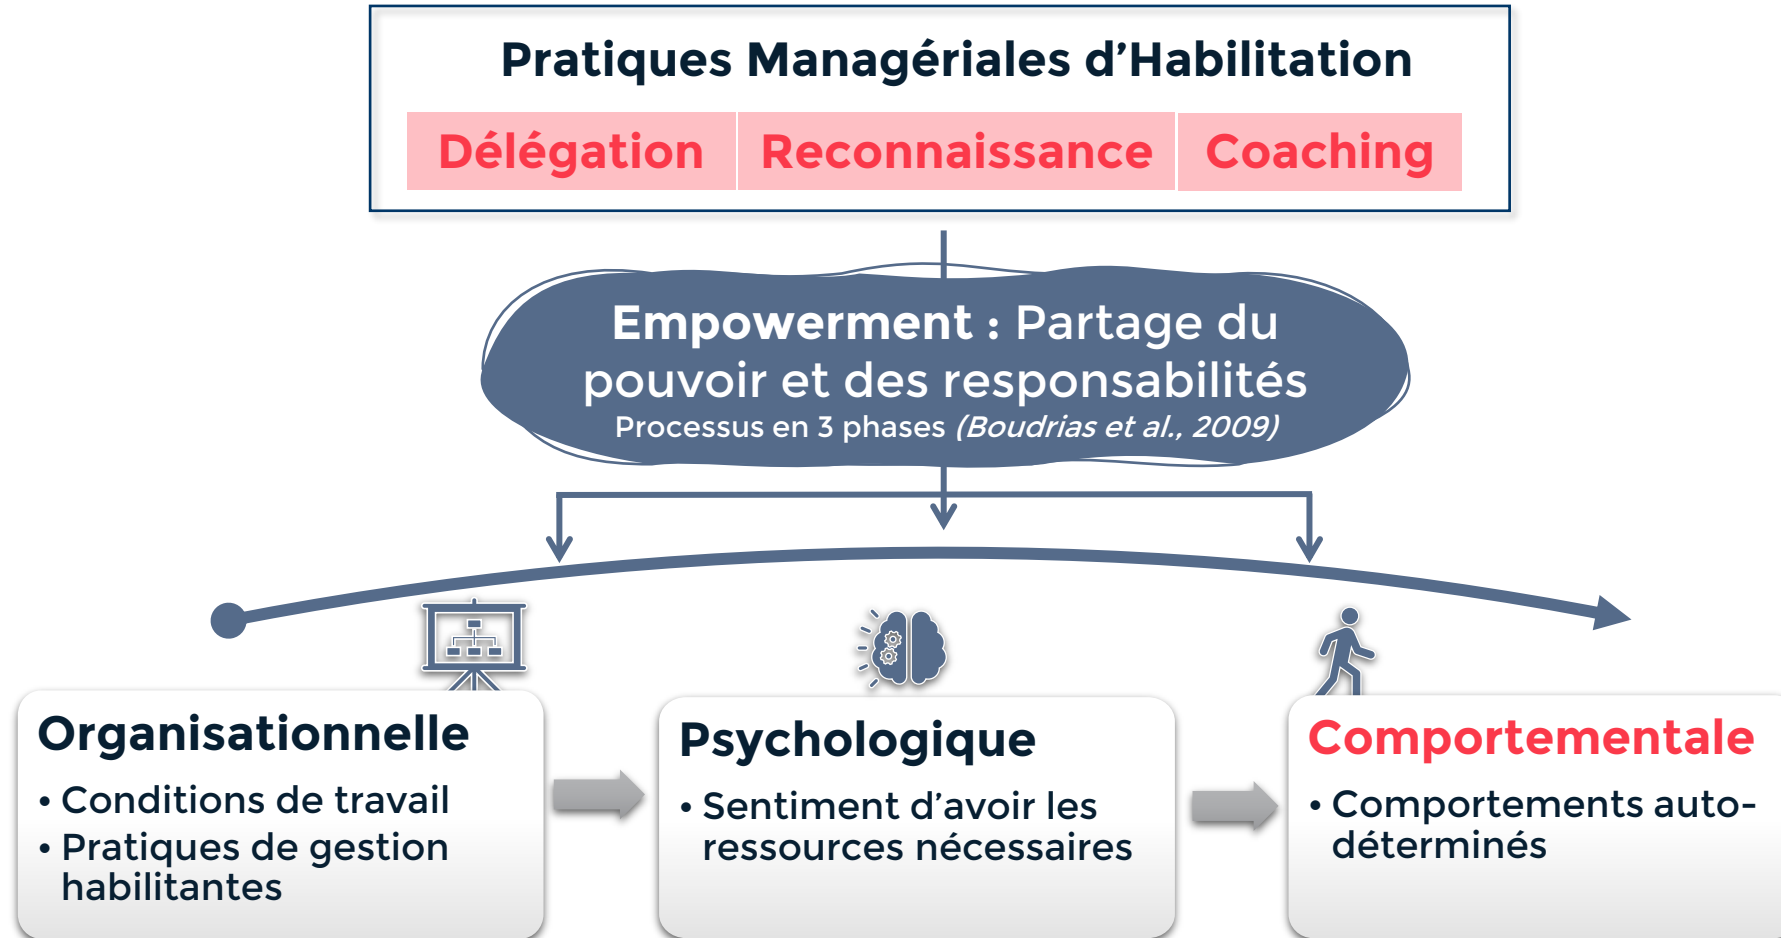 Pratiques Managériales d’Habilitation
Délégation Reconnaissance Coaching
Empowerment : Partage du
pouvoir et des responsabilités
Processus en 3 phases (Boudrias et al., 2009)
Organisationnelle
• Conditions de travail
• Pratiques de gestion
habilitantes
Psychologique
• Sentiment d’avoir les
ressources nécessaires
Comportementale
• Comportements auto-
déterminés